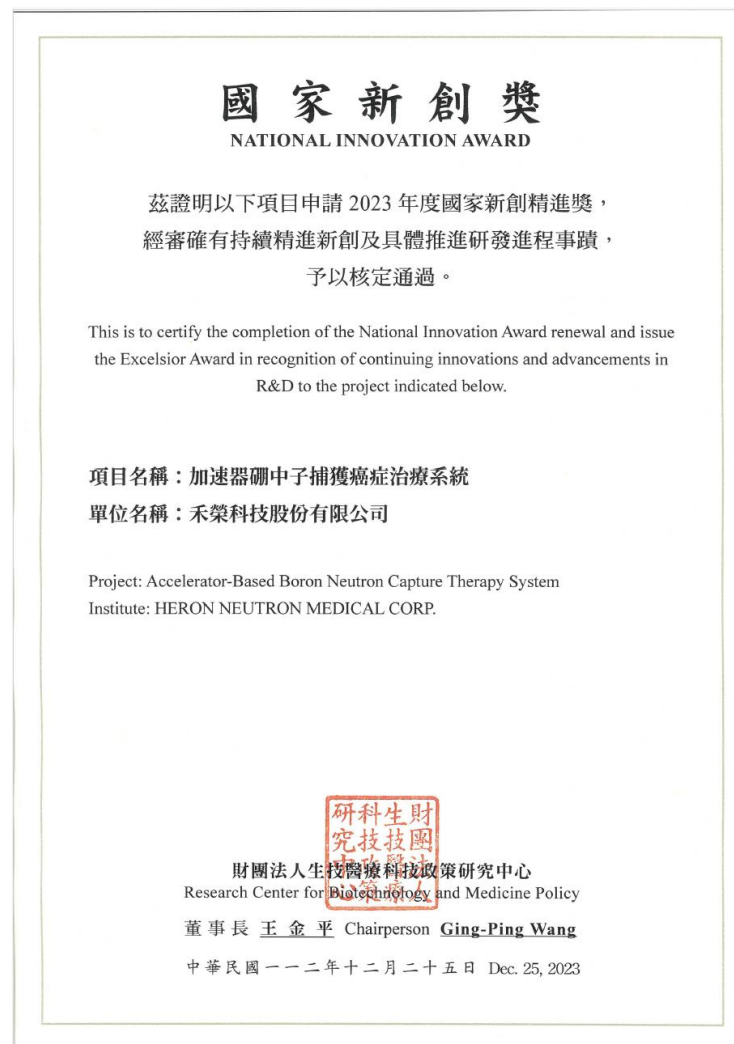 國家新創獎
NATIONAL INNOVATION AWARD
茲證明以下項目申請 2023 年度國家新創精進獎，
經審確有持續精進新創及具體推進研發進程事蹟，
予以核定通過。
This is to certify the completion of the National Innovation Award renewal and issue
the Excelsior Award in recognition of continuing innovations and advancements in
R&D to the project indicated below.
項目名稱：加速器硼中子捕獲癌症治療系統
單位名稱：禾榮科技股份有限公司
Project: Accelerator-Based Boron Neutron Capture Therapy System
Institute: HERON NEUTRON MEDICAL CORP.
財團法人
生技醫療
科技政策
研究中心
財團法人生技醫療科技政策研究中心
Research Center for Biotechnology and Medicine Policy
董事長 王金平 Chairperson Ging-Ping Wang
中華民國一一二年十二月二十五日 Dec. 25, 2023